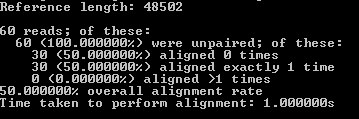 Reference length: 48502
60 reads; of these:
60 (100.000000%) were unpaired; of these:
30 (50.000000%) aligned 0 times
30 (50.000000%) aligned exactly 1 time
0 (0.000000%) aligned >1 times
50.000000% overall alignment rate
Time taken to perform alignment: 1.000000s